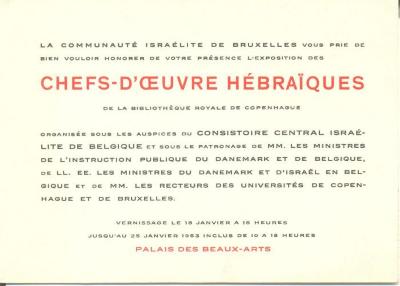 LA COMMUNAUTÉ ISRAÉLITE DE BRUXELLES VOUS PRIE DE
BIEN VOULOIR HONORER DE VOTRE PRÉSENCE L'EXPOSITION DES
CHEFS-D'ŒUVRE HÉBRAÏQUES
DE LA BIBLIOTHÈQUE ROYALE DE COPENHAGUE
ORGANISÉE SOUS LES AUSPICES DU CONSISTOIRE CENTRAL ISRAÉ-
LITE DE BELGIQUE ET SOUS LE PATRONAGE DE MM. LES MINISTRES
DE L'INSTRUCTION PUBLIQUE DU DANEMARK ET DE BELGIQUE,
DE LL. EE. LES MINISTRES DU DANEMARK ET D'ISRAËL EN BEL-
GIQUE ET DE MM. LES RECTEURS DES UNIVERSITÉS DE COPEN-
HAGUE ET DE BRUXELLES.
VERNISSAGE LE 18 JANVIER A 16 HEURES
JUSQU'AU 25 JANVIER 1953 INCLUS DE 10 A 18 HEURES
PALAIS DES BEAUX-ARTS